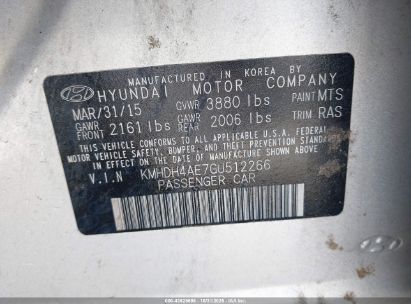 MANUFACTURED IN KOREA BY
HYUNDAI MOTOR COMPANY
MAR/31/15 GVWR 3880 lbs PAINT MTS
GAWR FRONT 2161 lbs GAWR REAR 2006 lbs TRIM RAS
THIS VEHICLE CONFORMS TO ALL APPLICABLE U.S.A. FEDERAL
MOTOR VEHICLE SAFETY, BUMPER, AND THEFT PREVENTION
STANDARDS IN EFFECT ON THE DATE OF MANUFACTURE SHOWN ABOVE.
V.I.N KMHDH4AE7GU512266
PASSENGER CAR